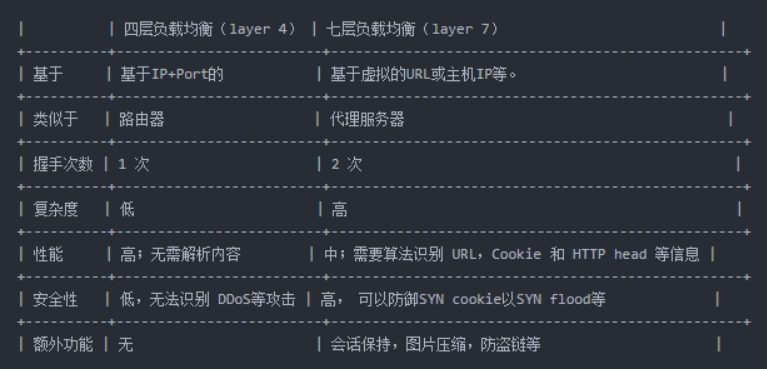 |          | 四层负载均衡（layer 4） | 七层负载均衡（layer 7）                         |
| 基于     | 基于IP+Port的           | 基于虚拟的URL或主机IP等。                       |
| 类似于   | 路由器                  | 代理服务器                                      |
| 握手次数 | 1 次                    | 2 次                                            |
| 复杂度   | 低                      | 高                                              |
| 性能     | 高；无需解析内容        | 中；需要算法识别 URL，Cookie 和 HTTP head 等信息 |
| 安全性   | 低，无法识别 DDoS等攻击 | 高， 可以防御SYN cookie以SYN flood等            |
| 额外功能 | 无                      | 会话保持，图片压缩，防盗链等                    |